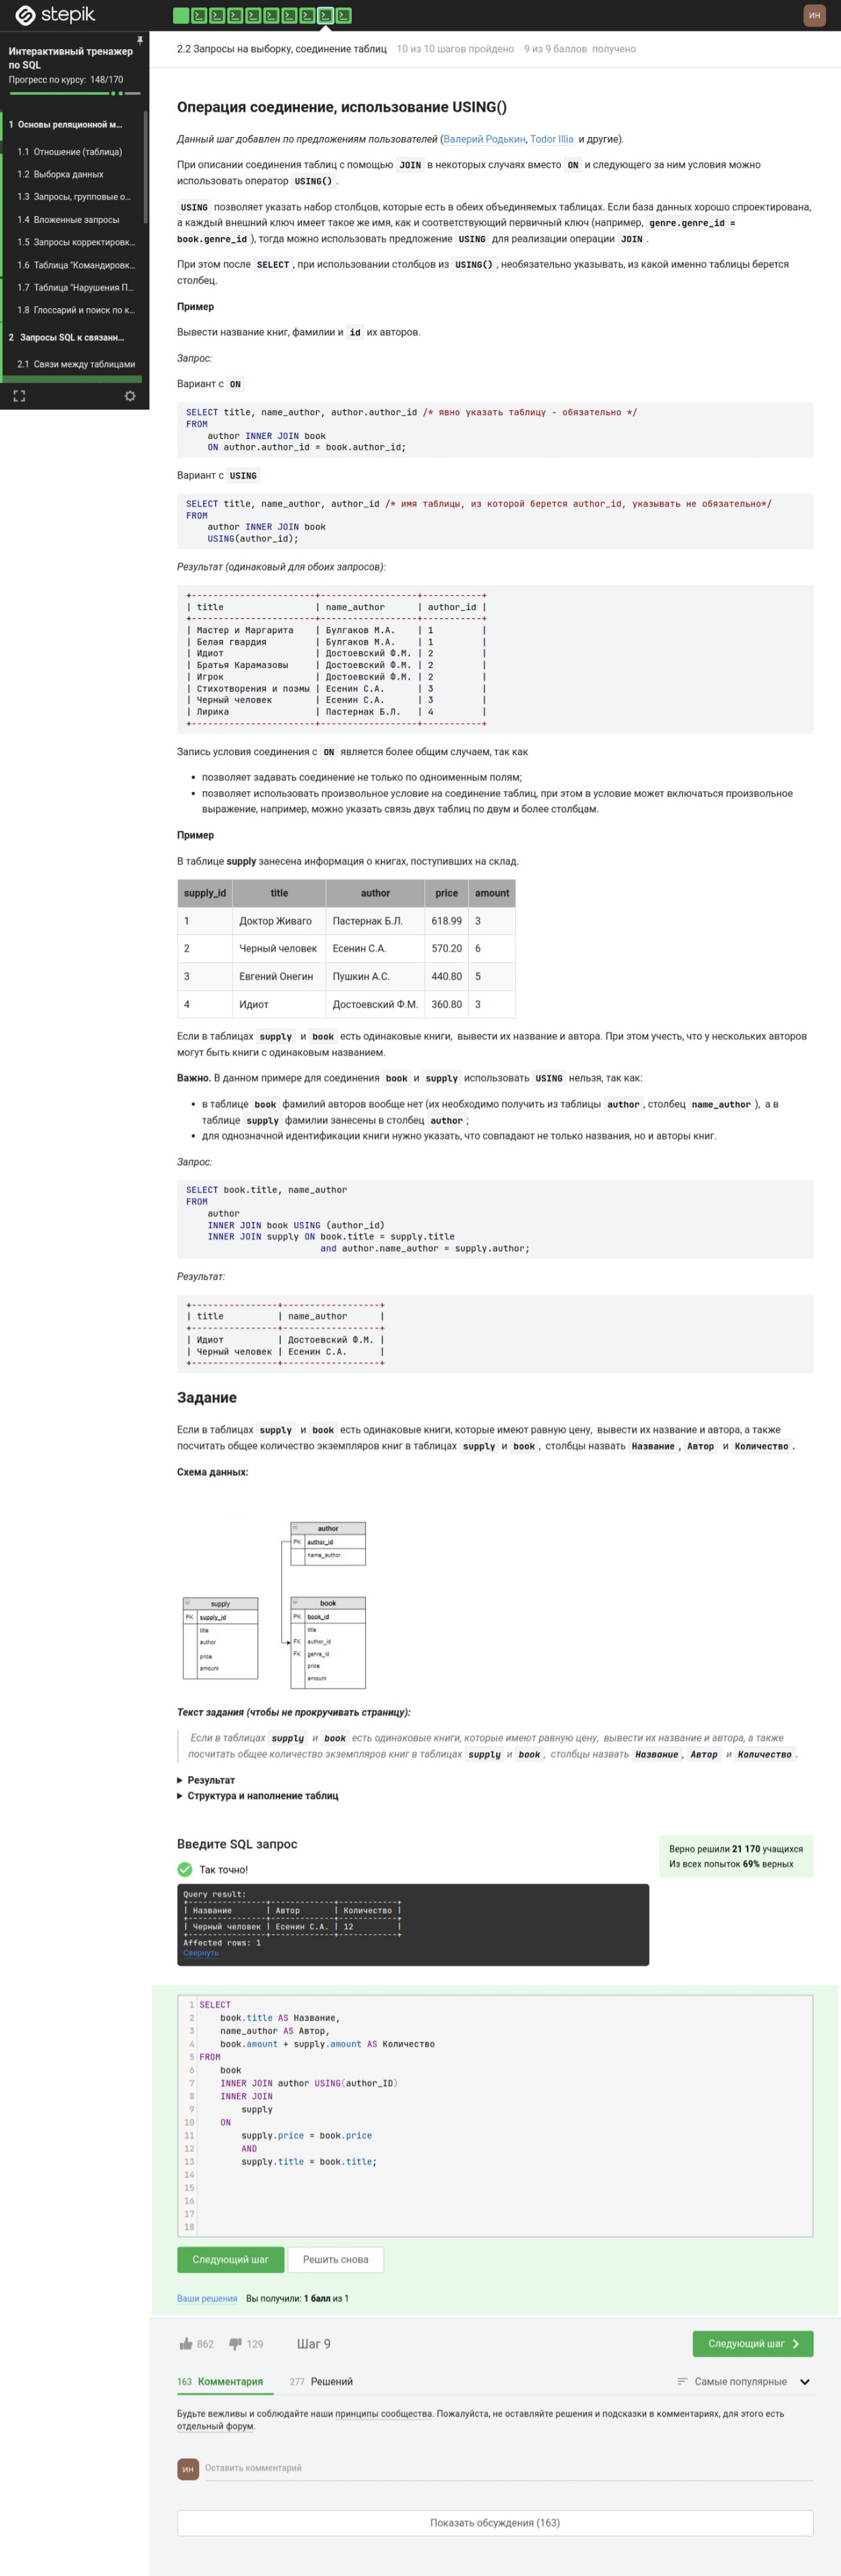 stepik
ИН
Интерактивный тренажер
по SQL
Прогресс по курсу: 148/170
1 Основы реляционной м...
1.1 Отношение (таблица)
1.2 Выборка данных
1.3 Запросы, групповые о...
1.4 Вложенные запросы
1.5 Запросы корректировк...
1.6 Таблица "Командировк...
1.7 Таблица "Нарушения П...
1.8 Глоссарий и поиск по к...
2 Запросы SQL к связанн...
2.1 Связи между таблицами
2.2 Запросы на выборку, соединение таблиц 10 из 10 шагов пройдено 9 из 9 баллов получено
Операция соединение, использование USING()
Данный шаг добавлен по предложениям пользователей (Валерий Родькин, Todor Illia и другие).
При описании соединения таблиц с помощью JOIN в некоторых случаях вместо ON и следующего за ним условия можно
использовать оператор USING() .
USING позволяет указать набор столбцов, которые есть в обеих объединяемых таблицах. Если база данных хорошо спроектирована,
а каждый внешний ключ имеет такое же имя, как и соответствующий первичный ключ (например, genre.genre_id =
book.genre_id ), тогда можно использовать предложение USING для реализации операции JOIN .
При этом после SELECT , при использовании столбцов из USING() , необязательно указывать, из какой именно таблицы берется
столбец.
Пример
Вывести название книг, фамилии и id их авторов.
Запрос:
Вариант с ON
SELECT title, name_author, author.author_id /* явно указать таблицу - обязательно */
FROM
author INNER JOIN book
ON author.author_id = book.author_id;
Вариант с USING
SELECT title, name_author, author_id /* имя таблицы, из которой берется author_id, указывать не обязательно*/
FROM
author INNER JOIN book
USING(author_id);
Результат (одинаковый для обоих запросов):
+-----------------------+------------------+-----------+
| title | name_author | author_id |
+-----------------------+------------------+-----------+
| Мастер и Маргарита | Булгаков М.А. | 1 |
| Белая гвардия | Булгаков М.А. | 1 |
| Идиот | Достоевский Ф.М. | 2 |
| Братья Карамазовы | Достоевский Ф.М. | 2 |
| Игрок | Достоевский Ф.М. | 2 |
| Стихотворения и поэмы | Есенин С.А. | 3 |
| Черный человек | Есенин С.А. | 3 |
| Лирика | Пастернак Б.Л. | 4 |
+-----------------------+------------------+-----------+
Запись условия соединения с ON является более общим случаем, так как
• позволяет задавать соединение не только по одноименным полям;
• позволяет использовать произвольное условие на соединение таблиц, при этом в условие может включаться произвольное
выражение, например, можно указать связь двух таблиц по двум и более столбцам.
Пример
В таблице supply занесена информация о книгах, поступивших на склад.
supply_id title author price amount
1 Доктор Живаго Пастернак Б.Л. 618.99 3
2 Черный человек Есенин С.А. 570.20 6
3 Евгений Онегин Пушкин А.С. 440.80 5
4 Идиот Достоевский Ф.М. 360.80 3
Если в таблицах supply и book есть одинаковые книги, вывести их название и автора. При этом учесть, что у нескольких авторов
могут быть книги с одинаковым названием.
Важно. В данном примере для соединения book и supply использовать USING нельзя, так как:
• в таблице book фамилий авторов вообще нет (их необходимо получить из таблицы author , столбец name_author ), а в
таблице supply фамилии занесены в столбец author ;
• для однозначной идентификации книги нужно указать, что совпадают не только названия, но и авторы книг.
Запрос:
SELECT book.title, name_author
FROM
author
INNER JOIN book USING (author_id)
INNER JOIN supply ON book.title = supply.title
and author.name_author = supply.author;
Результат:
+----------------+------------------+
| title | name_author |
+----------------+------------------+
| Идиот | Достоевский Ф.М. |
| Черный человек | Есенин С.А. |
+----------------+------------------+
Задание
Если в таблицах supply и book есть одинаковые книги, которые имеют равную цену, вывести их название и автора, а также
посчитать общее количество экземпляров книг в таблицах supply и book , столбцы назвать Название , Автор и Количество .
Схема данных:
author
PK author_id
name_author
supply
PK supply_id
title
author
price
amount
book
PK book_id
title
FK author_id
FK genre_id
price
amount
Текст задания (чтобы не прокручивать страницу):
Если в таблицах supply и book есть одинаковые книги, которые имеют равную цену, вывести их название и автора, а также
посчитать общее количество экземпляров книг в таблицах supply и book , столбцы назвать Название , Автор и Количество .
▶ Результат
▶ Структура и наполнение таблиц
Введите SQL запрос
Верно решили 21 170 учащихся
Из всех попыток 69% верных
Так точно!
Query result:
+----------------+-------------+------------+
| Название | Автор | Количество |
+----------------+-------------+------------+
| Черный человек | Есенин С.А. | 12 |
+----------------+-------------+------------+
Affected rows: 1
Свернуть
1 SELECT
2 book.title AS Название,
3 name_author AS Автор,
4 book.amount + supply.amount AS Количество
5 FROM
6 book
7 INNER JOIN author USING(author_ID)
8 INNER JOIN
9 supply
10 ON
11 supply.price = book.price
12 AND
13 supply.title = book.title;
14
15
16
17
18
Следующий шаг Решить снова
Ваши решения Вы получили: 1 балл из 1
862 129 Шаг 9 Следующий шаг
163 Комментария 277 Решений Самые популярные
Будьте вежливы и соблюдайте наши принципы сообщества. Пожалуйста, не оставляйте решения и подсказки в комментариях, для этого есть
отдельный форум.
ИН Оставить комментарий
Показать обсуждения (163)